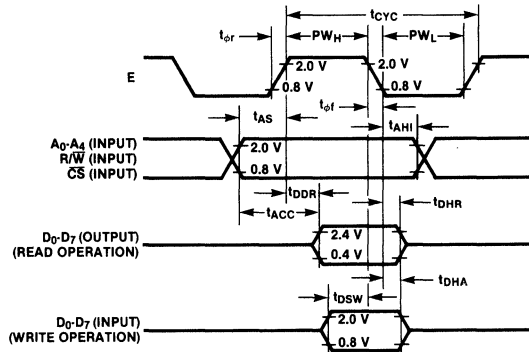 tCYC
tφr PWH PWL
E 2.0 V 2.0 V
0.8 V 0.8 V
tAS tφf tAHI
A0-A4 (INPUT)
R/W̅ (INPUT)
C̅S̅ (INPUT)
2.0 V
0.8 V
tDDR tDHR
tACC
D0-D7 (OUTPUT)
(READ OPERATION)
2.4 V
0.4 V
tDHA
tDSW
D0-D7 (INPUT)
(WRITE OPERATION)
2.0 V
0.8 V